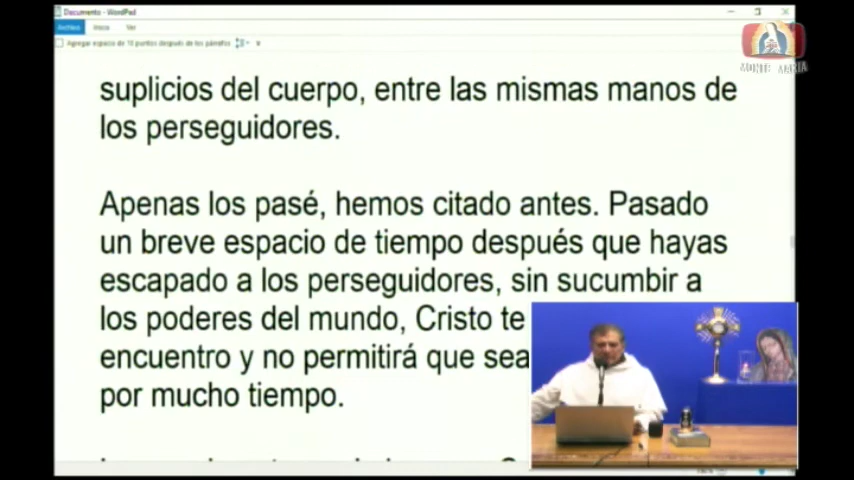 Documento - WordPad
Archivo Inicio Ver
Agregar espacio de 10 puntos después de los párrafos
MONTE MARÍA
suplicios del cuerpo, entre las mismas manos de
los perseguidores.
Apenas los pasé, hemos citado antes. Pasado
un breve espacio de tiempo después que hayas
escapado a los perseguidores, sin sucumbir a
los poderes del mundo, Cristo te
encuentro y no permitirá que sea
por mucho tiempo.